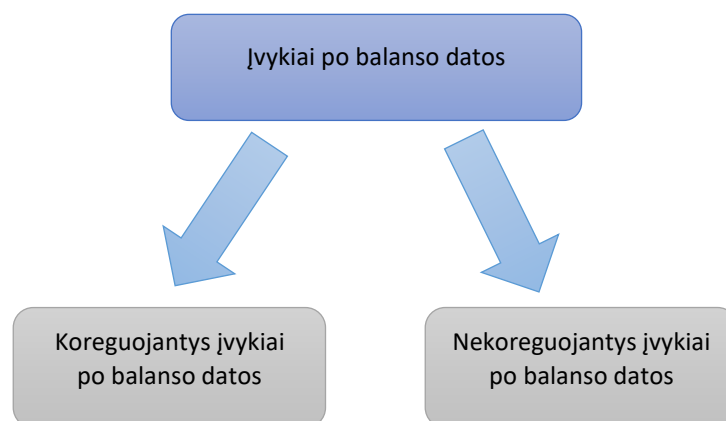 Įvykiai po balanso datos
Koreguojantys įvykiai
po balanso datos
Nekoreguojantys įvykiai
po balanso datos